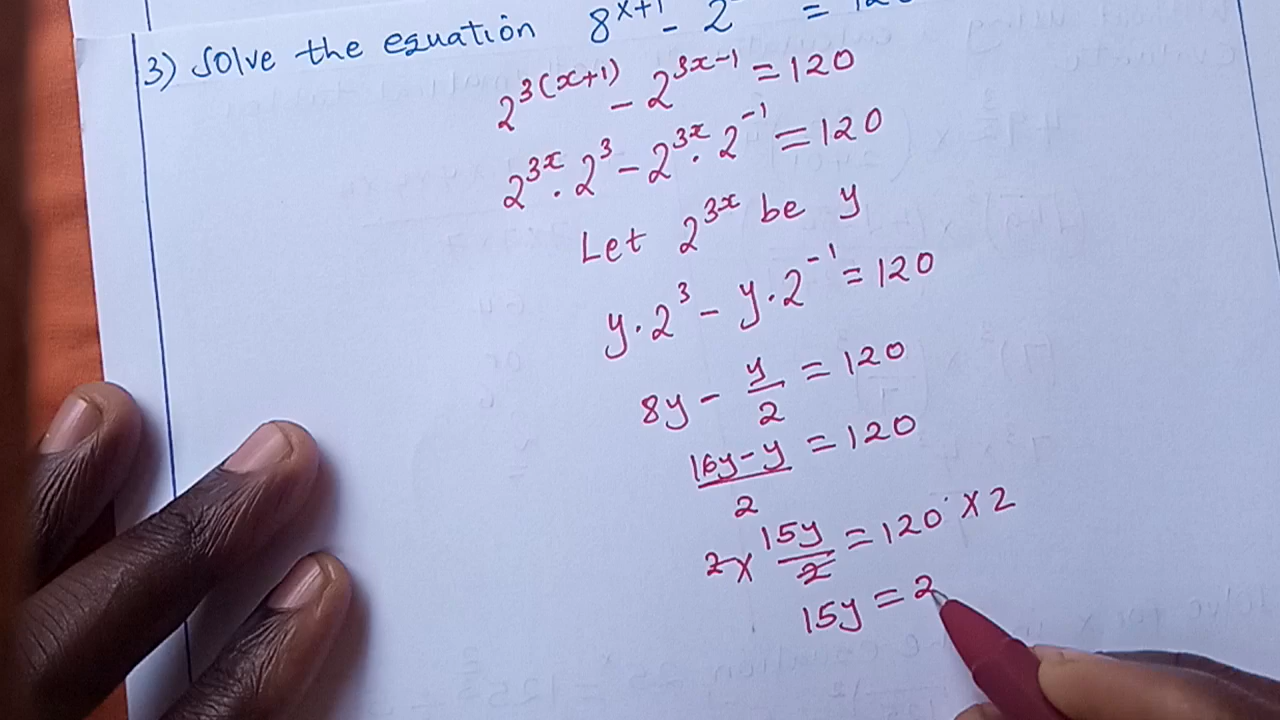 3) Solve the equation 8^{x+1} - 2 = 120
2^{3(x+1)} - 2^{3x-1} = 120
2^{3x} . 2^3 - 2^{3x} . 2^{-1} = 120
Let 2^{3x} be y
y . 2^3 - y . 2^{-1} = 120
8y - y/2 = 120
(16y - y)/2 = 120
2 × 15y/2 = 120 × 2
15y = 2